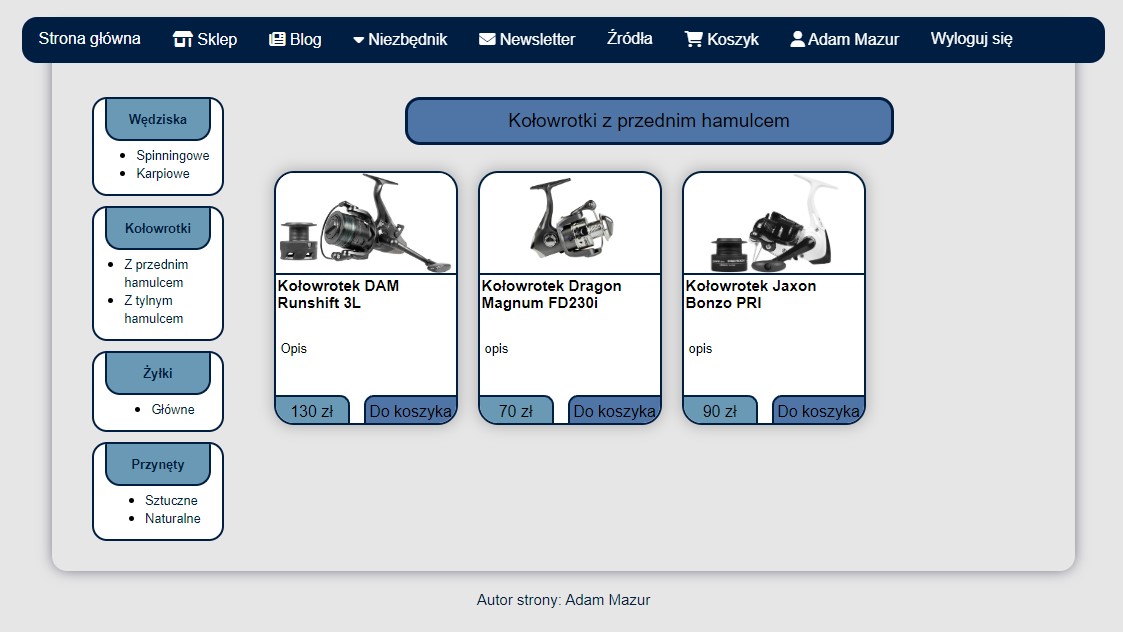 Strona główna Sklep Blog Niezbędnik Newsletter Źródła Koszyk Adam Mazur Wyloguj się
Wędziska
Spinningowe
Karpiowe
Kołowrotki
Z przednim
hamulcem
Z tylnym
hamulcem
Żyłki
Główne
Przynęty
Sztuczne
Naturalne
Kołowrotki z przednim hamulcem
Kołowrotek DAM
Runshift 3L
Opis
130 zł Do koszyka
Kołowrotek Dragon
Magnum FD230i
opis
70 zł Do koszyka
Kołowrotek Jaxon
Bonzo PRI
opis
90 zł Do koszyka
Autor strony: Adam Mazur